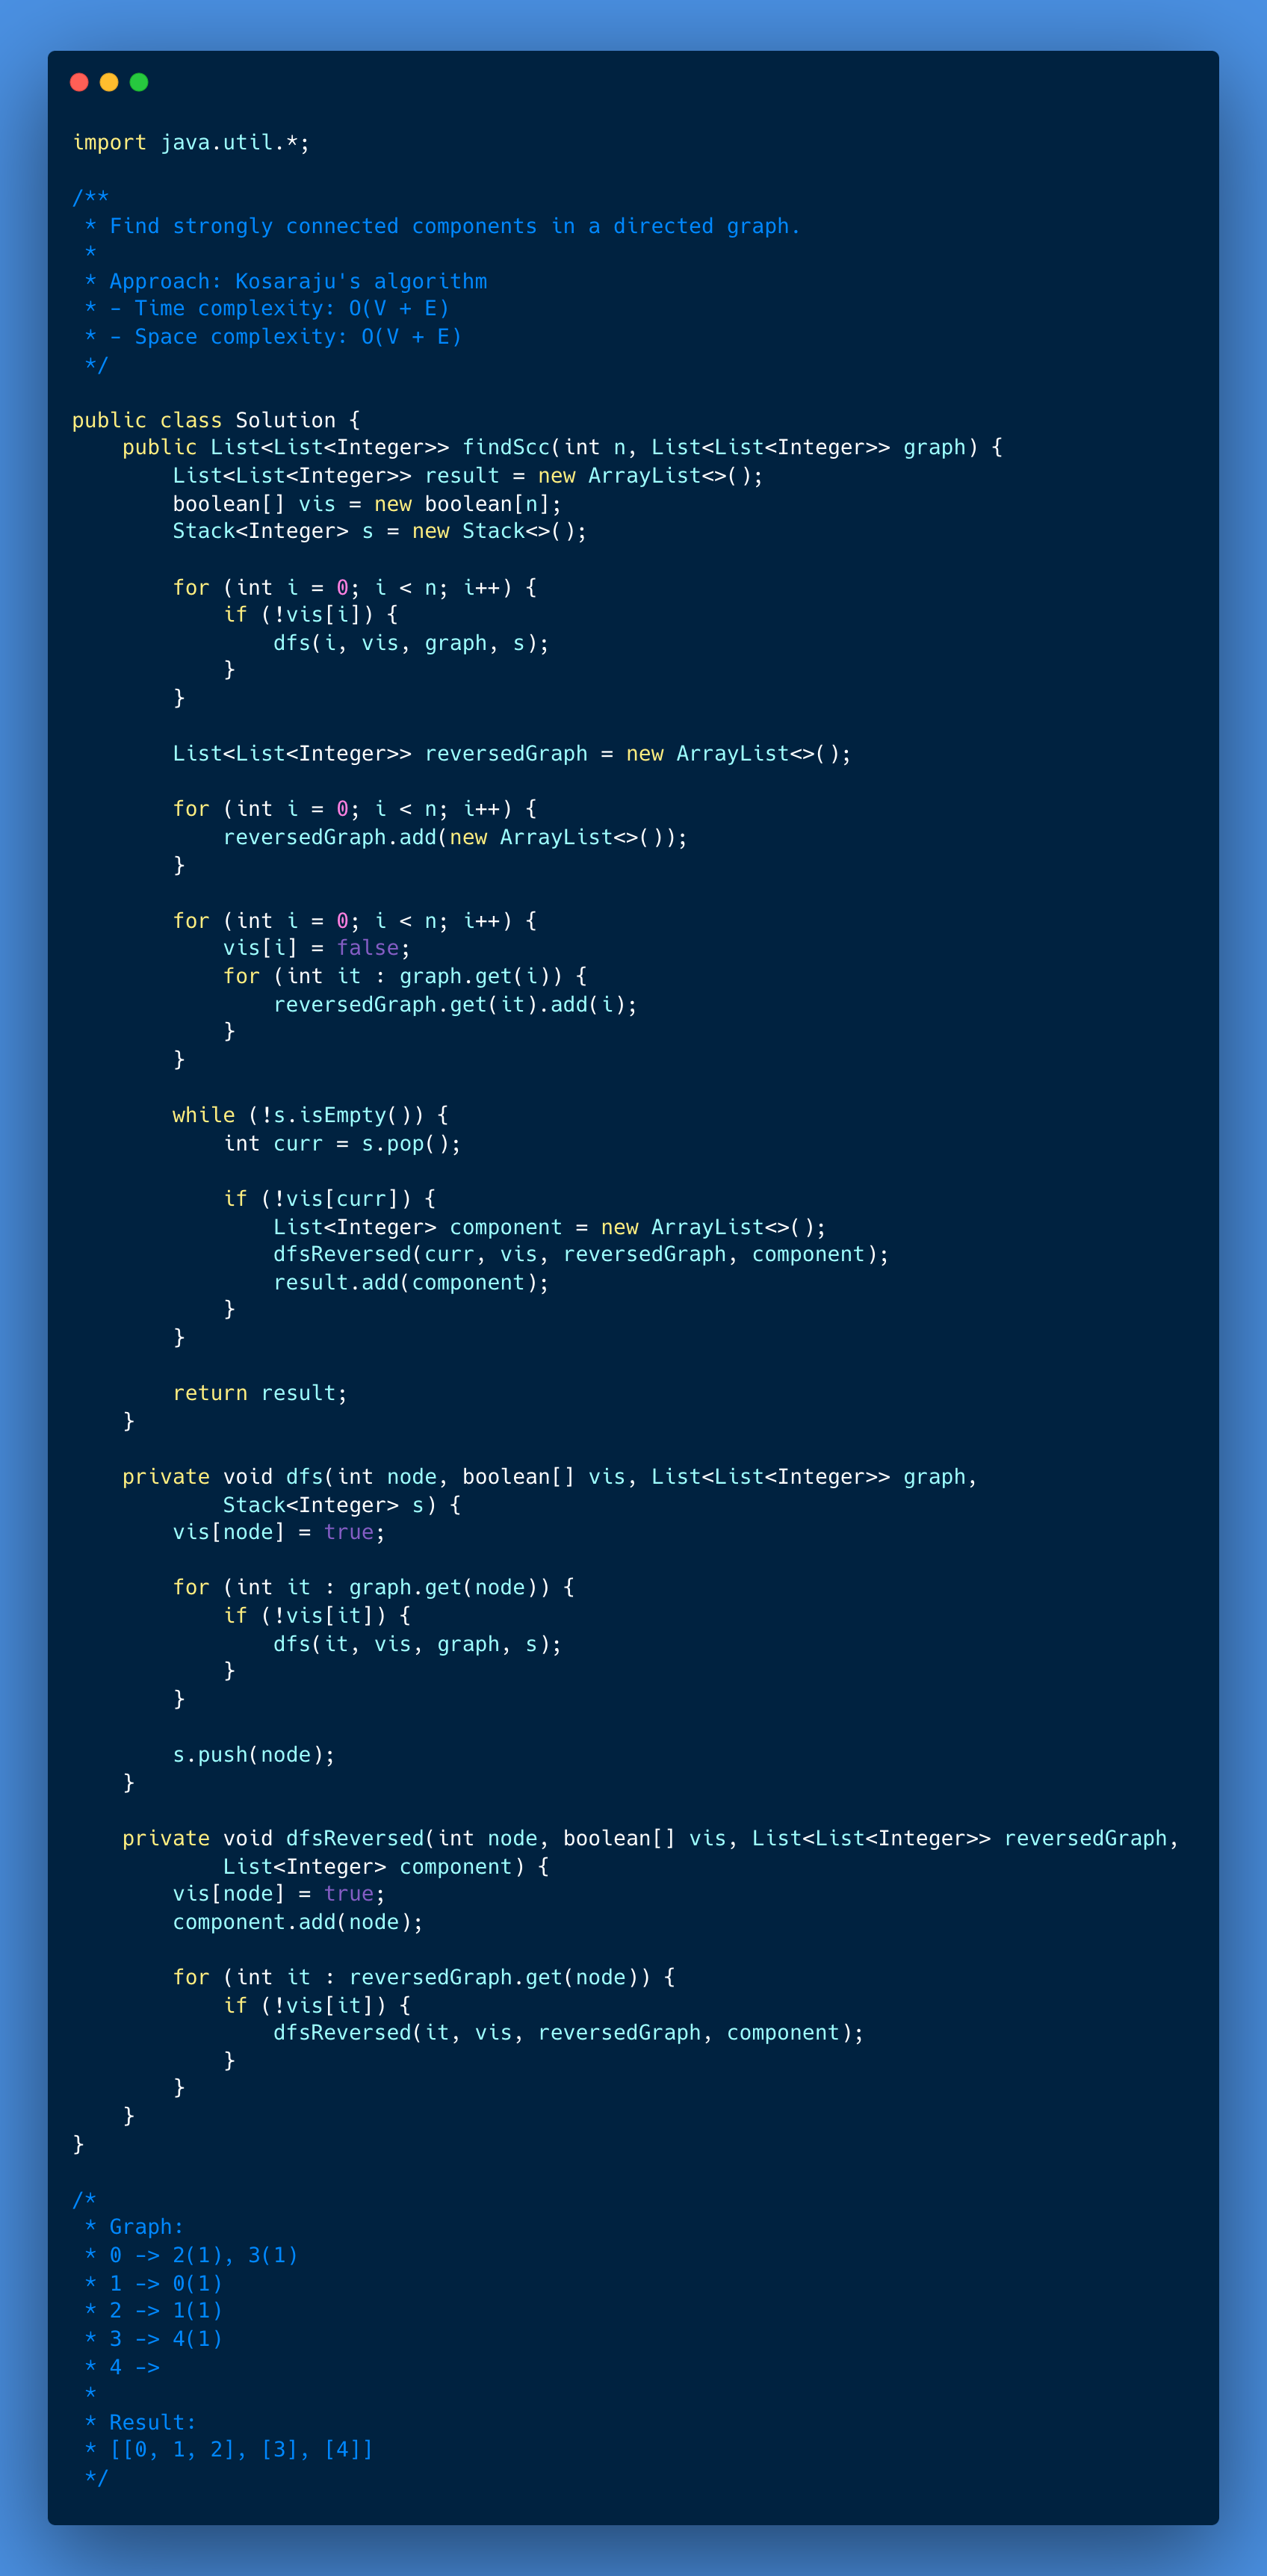 import java.util.*;

/**
 * Find strongly connected components in a directed graph.
 *
 * Approach: Kosaraju's algorithm
 * - Time complexity: O(V + E)
 * - Space complexity: O(V + E)
 */

public class Solution {
    public List<List<Integer>> findScc(int n, List<List<Integer>> graph) {
        List<List<Integer>> result = new ArrayList<>();
        boolean[] vis = new boolean[n];
        Stack<Integer> s = new Stack<>();

        for (int i = 0; i < n; i++) {
            if (!vis[i]) {
                dfs(i, vis, graph, s);
            }
        }

        List<List<Integer>> reversedGraph = new ArrayList<>();

        for (int i = 0; i < n; i++) {
            reversedGraph.add(new ArrayList<>());
        }

        for (int i = 0; i < n; i++) {
            vis[i] = false;
            for (int it : graph.get(i)) {
                reversedGraph.get(it).add(i);
            }
        }

        while (!s.isEmpty()) {
            int curr = s.pop();

            if (!vis[curr]) {
                List<Integer> component = new ArrayList<>();
                dfsReversed(curr, vis, reversedGraph, component);
                result.add(component);
            }
        }

        return result;
    }

    private void dfs(int node, boolean[] vis, List<List<Integer>> graph,
            Stack<Integer> s) {
        vis[node] = true;

        for (int it : graph.get(node)) {
            if (!vis[it]) {
                dfs(it, vis, graph, s);
            }
        }

        s.push(node);
    }

    private void dfsReversed(int node, boolean[] vis, List<List<Integer>> reversedGraph,
            List<Integer> component) {
        vis[node] = true;
        component.add(node);

        for (int it : reversedGraph.get(node)) {
            if (!vis[it]) {
                dfsReversed(it, vis, reversedGraph, component);
            }
        }
    }
}

/*
 * Graph:
 * 0 -> 2(1), 3(1)
 * 1 -> 0(1)
 * 2 -> 1(1)
 * 3 -> 4(1)
 * 4 ->
 *
 * Result:
 * [[0, 1, 2], [3], [4]]
 */